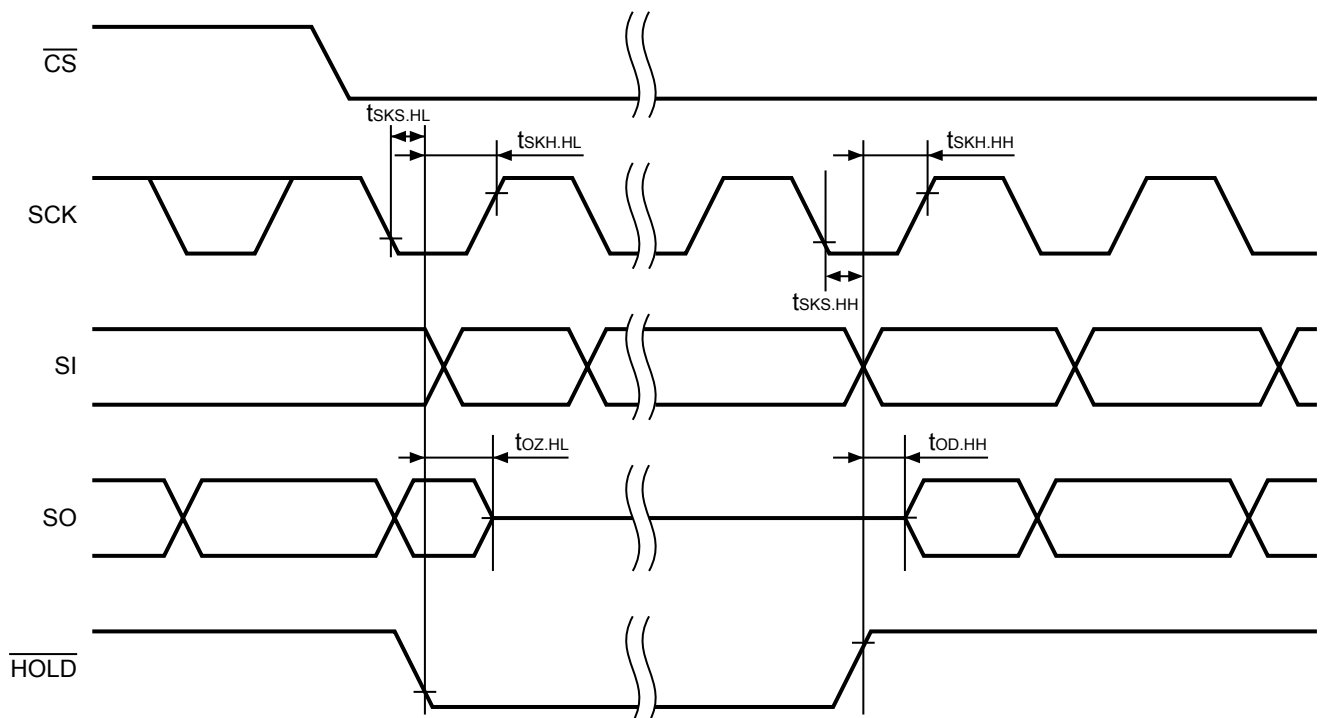 CS
tSKS.HL
tSKH.HL
tSKH.HH
SCK
tSKS.HH
SI
tOZ.HL
tOD.HH
SO
HOLD